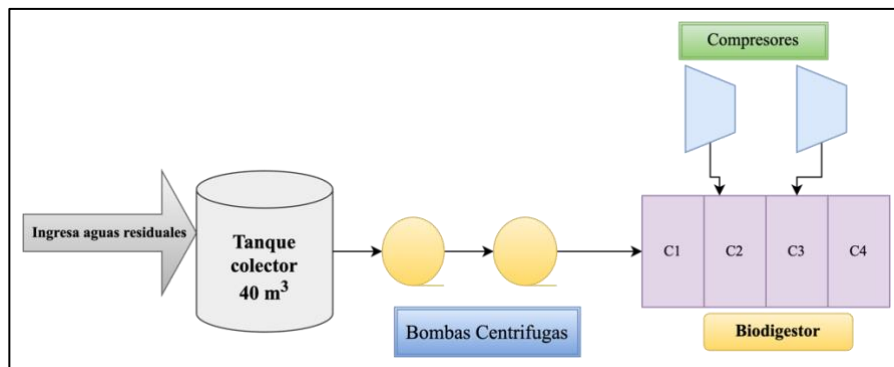 Compresores
Ingresa aguas residuales
Tanque
colector
40 m³
C1
C2
C3
C4
Bombas Centrifugas
Biodigestor